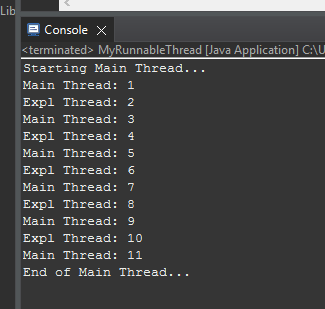 Lib
Console
<terminated> MyRunnableThread [Java Application] C:\U
Starting Main Thread...
Main Thread: 1
Expl Thread: 2
Main Thread: 3
Expl Thread: 4
Main Thread: 5
Expl Thread: 6
Main Thread: 7
Expl Thread: 8
Main Thread: 9
Expl Thread: 10
Main Thread: 11
End of Main Thread...